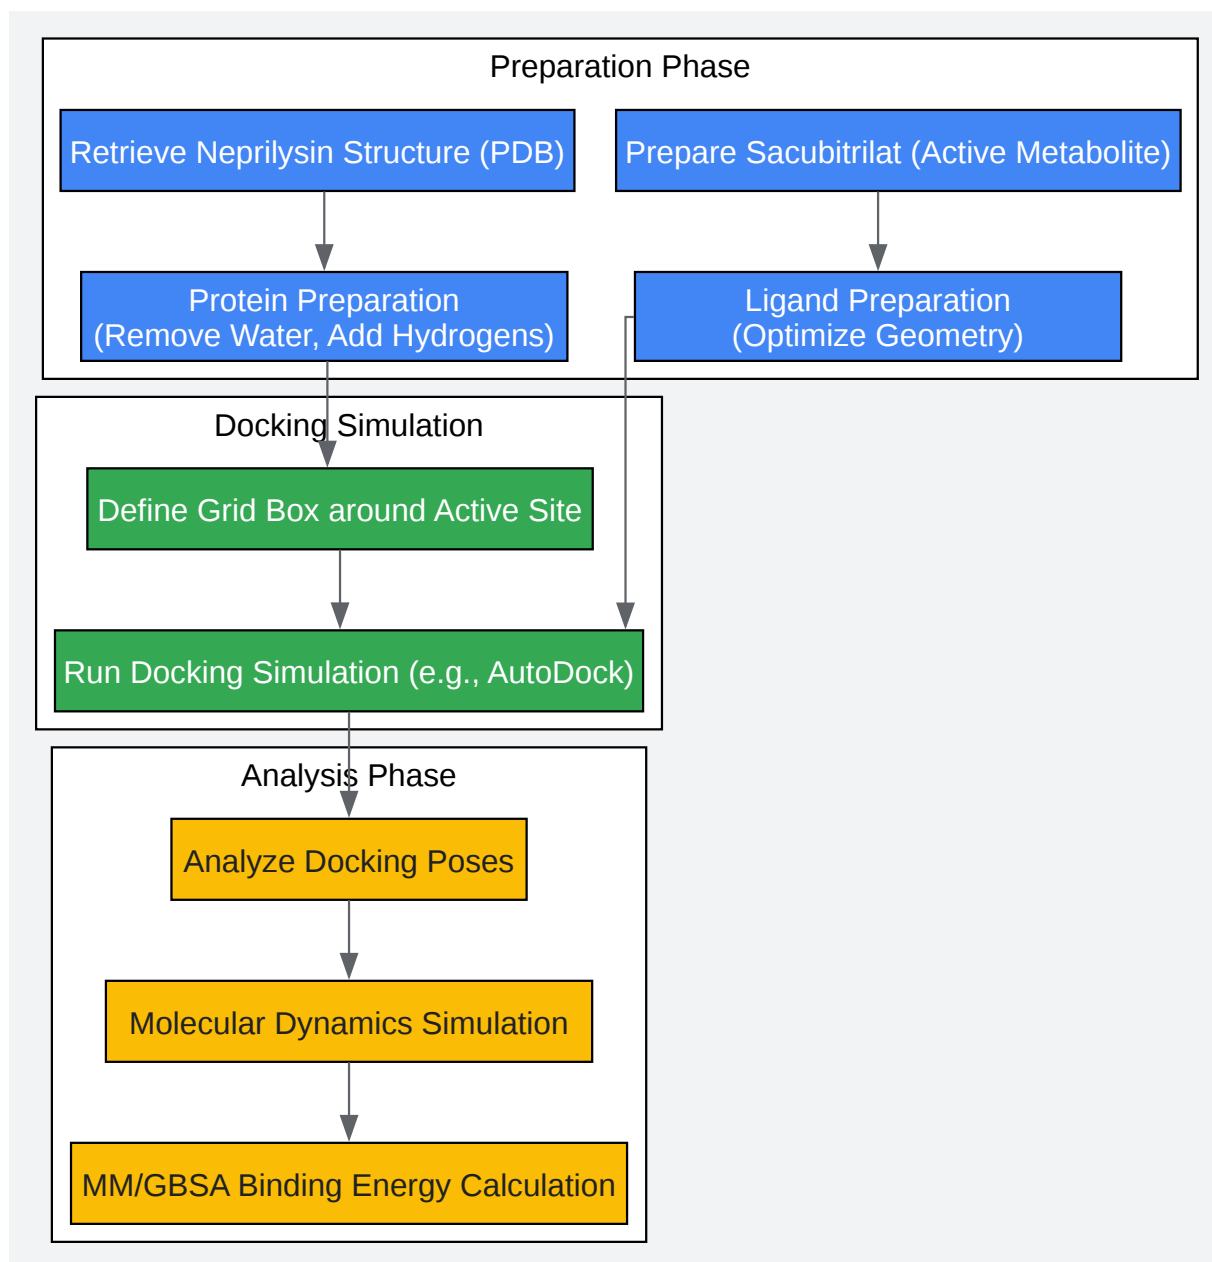 Preparation Phase
Retrieve Neprilysin Structure (PDB)
Prepare Sacubitrilat (Active Metabolite)
Protein Preparation
(Remove Water, Add Hydrogens)
Ligand Preparation
(Optimize Geometry)
Docking Simulation
Define Grid Box around Active Site
Run Docking Simulation (e.g., AutoDock)
Analysis Phase
Analyze Docking Poses
Molecular Dynamics Simulation
MM/GBSA Binding Energy Calculation